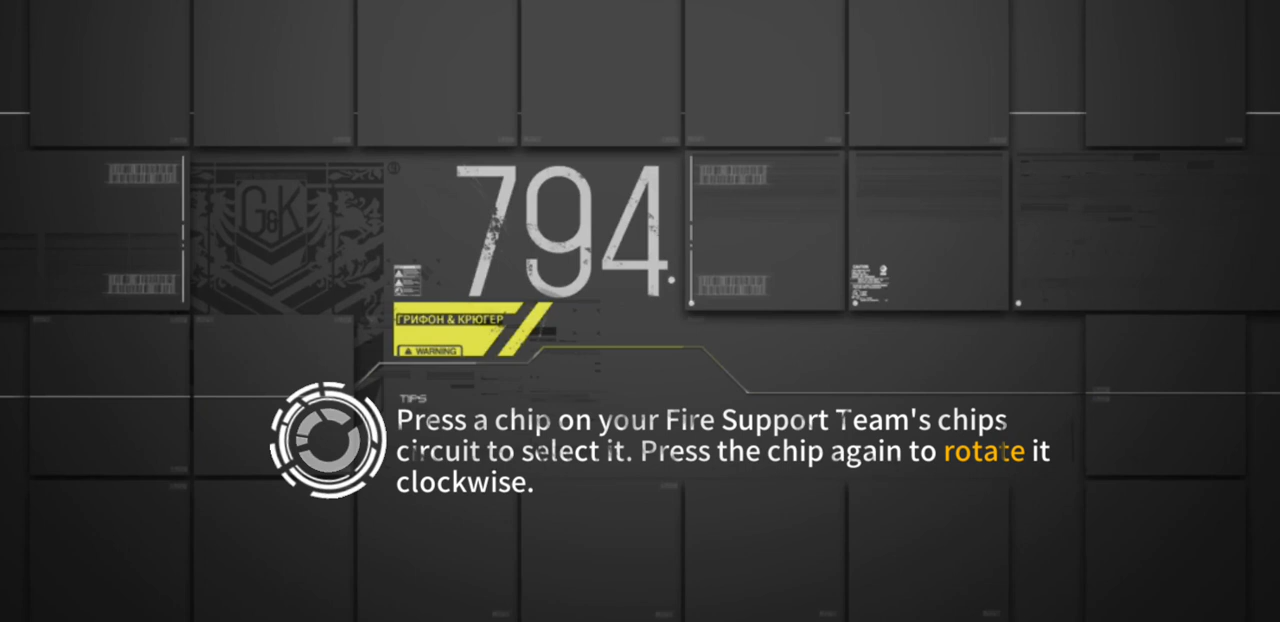 G&K
794.
ГРИФОН & КРЮГЕР
WARNING
TIPS
Press a chip on your Fire Support Team's chips
circuit to select it. Press the chip again to rotate it
clockwise.